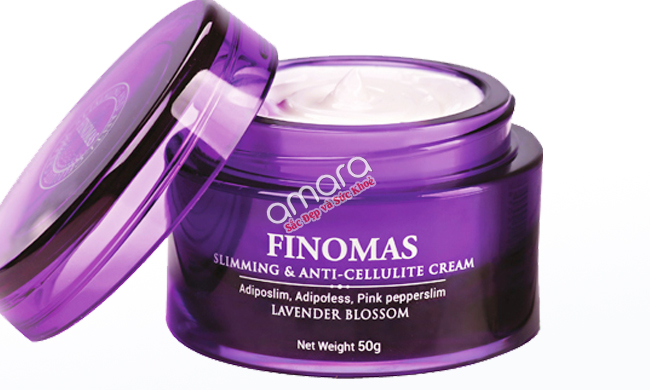 amara
Sắc Đẹp và Sức Khoẻ
FINOMAS
SLIMMING & ANTI-CELLULITE CREAM
Adiposlim, Adipoless, Pink pepperslim
LAVENDER BLOSSOM
Net Weight 50g